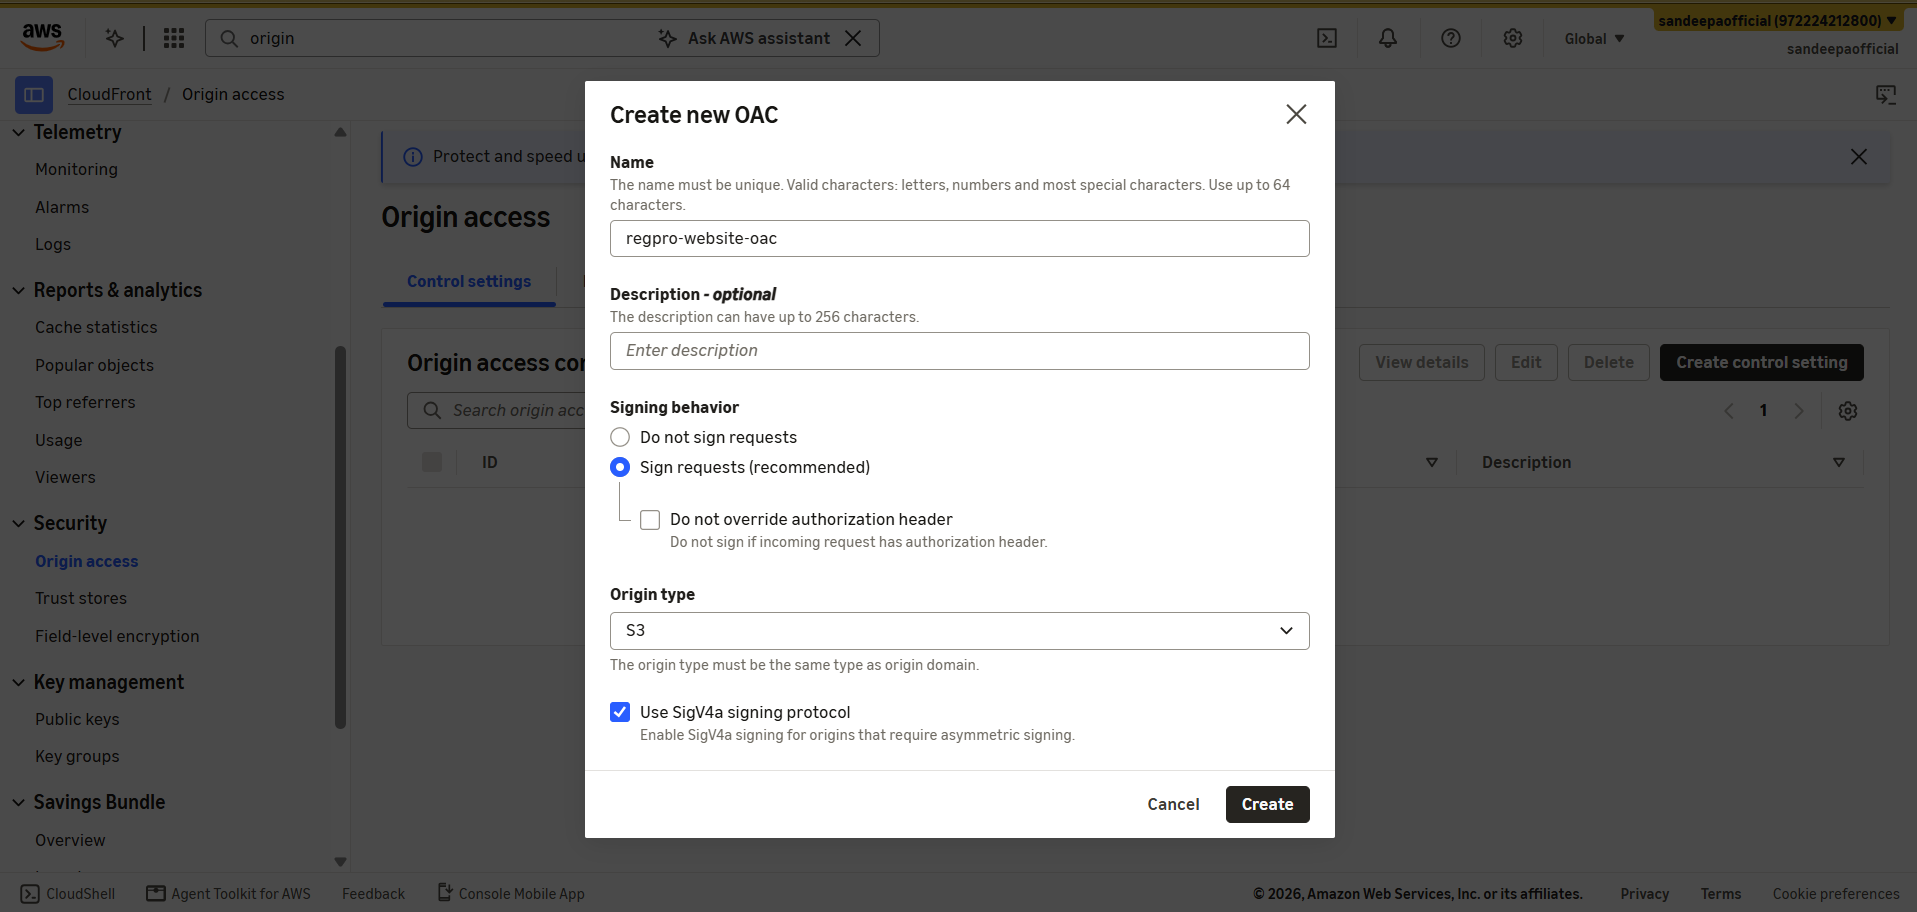 aws
origin
Ask AWS assistant
Global
sandeepaofficial (972224212800)
sandeepaofficial
CloudFront / Origin access
Telemetry
Monitoring
Alarms
Logs
Reports & analytics
Cache statistics
Popular objects
Top referrers
Usage
Viewers
Security
Origin access
Trust stores
Field-level encryption
Key management
Public keys
Key groups
Savings Bundle
Overview
Protect and speed u
Origin access
Control settings
Origin access co
View details
Edit
Delete
Create control setting
Search origin acc
1
ID
Description
Create new OAC
Name
The name must be unique. Valid characters: letters, numbers and most special characters. Use up to 64
characters.
regpro-website-oac
Description - optional
The description can have up to 256 characters.
Enter description
Signing behavior
Do not sign requests
Sign requests (recommended)
Do not override authorization header
Do not sign if incoming request has authorization header.
Origin type
S3
The origin type must be the same type as origin domain.
Use SigV4a signing protocol
Enable SigV4a signing for origins that require asymmetric signing.
Cancel
Create
CloudShell
Agent Toolkit for AWS
Feedback
Console Mobile App
© 2026, Amazon Web Services, Inc. or its affiliates.
Privacy
Terms
Cookie preferences